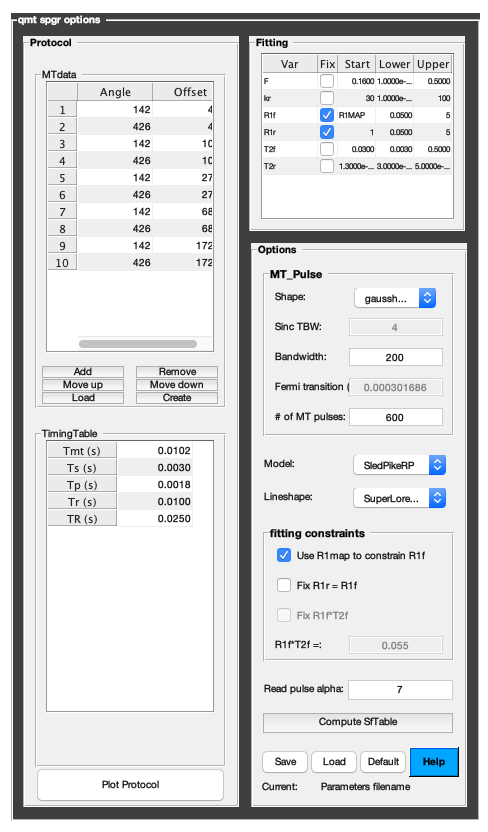 qmt spgr options
Protocol
MTdata
Angle Offset
1 142 4
2 426 4
3 142 10
4 426 10
5 142 27
6 426 27
7 142 68
8 426 68
9 142 172
10 426 172
Add Remove
Move up Move down
Load Create
TimingTable
Tmt (s) 0.0102
Ts (s) 0.0030
Tp (s) 0.0018
Tr (s) 0.0100
TR (s) 0.0250
Plot Protocol
Fitting
Var Fix Start Lower Upper
F 0.1600 1.0000e-... 0.5000
kr 30 1.0000e-... 100
R1f R1MAP 0.0500 5
R1r 1 0.0500 5
T2f 0.0300 0.0030 0.5000
T2r 1.3000e-... 3.0000e-... 5.0000e-...
Options
MT_Pulse
Shape: gaussh...
Sinc TBW: 4
Bandwidth: 200
Fermi transition ( 0.000301686
# of MT pulses: 600
Model: SledPikeRP
Lineshape: SuperLore...
fitting constraints
Use R1map to constrain R1f
Fix R1r = R1f
Fix R1f*T2f
R1f*T2f =: 0.055
Read pulse alpha: 7
Compute SfTable
Save Load Default Help
Current: Parameters filename